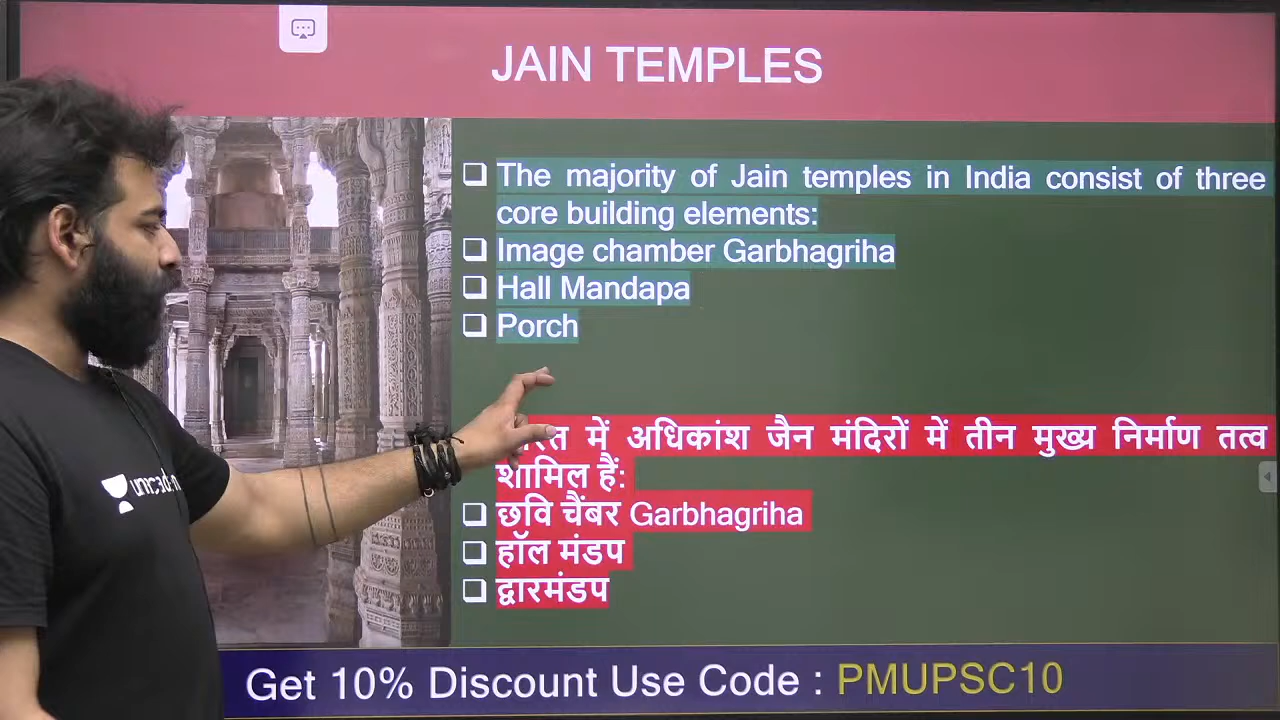 JAIN TEMPLES
❑ The majority of Jain temples in India consist of three
core building elements:
❑ Image chamber Garbhagriha
❑ Hall Mandapa
❑ Porch
में अधिकांश जैन मंदिरों में तीन मुख्य निर्माण तत्व
शामिल हैं:
❑ छवि चैंबर Garbhagriha
❑ हॉल मंडप
❑ द्वारमंडप
Get 10% Discount Use Code : PMUPSC10